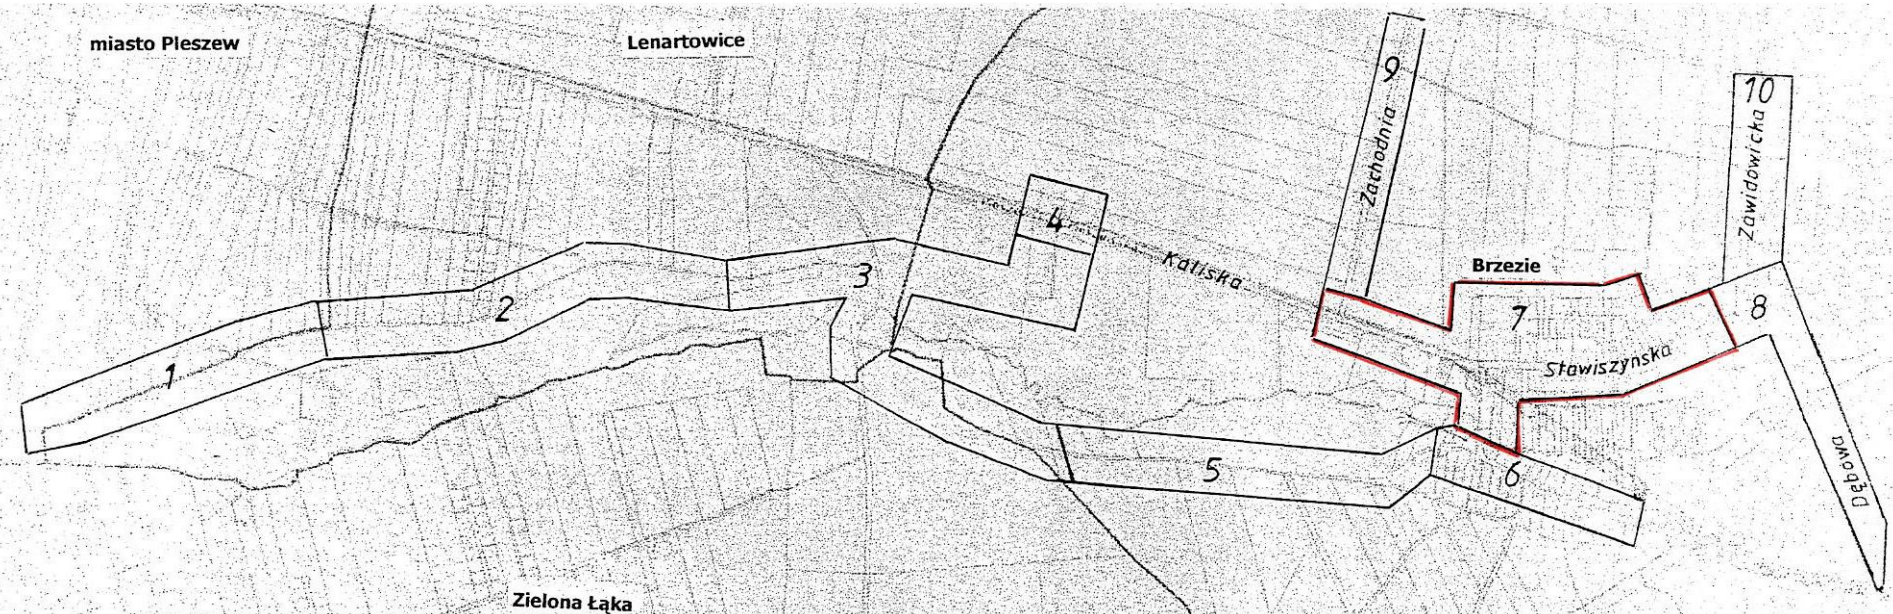 miasto Pleszew
Lenartowice
9
Zachodnia
10
Zawidowicka
4
Kaliska
3
2
1
Brzezie
7
8
Stawiszyńska
5
6
Dębowa
Zielona Łąka